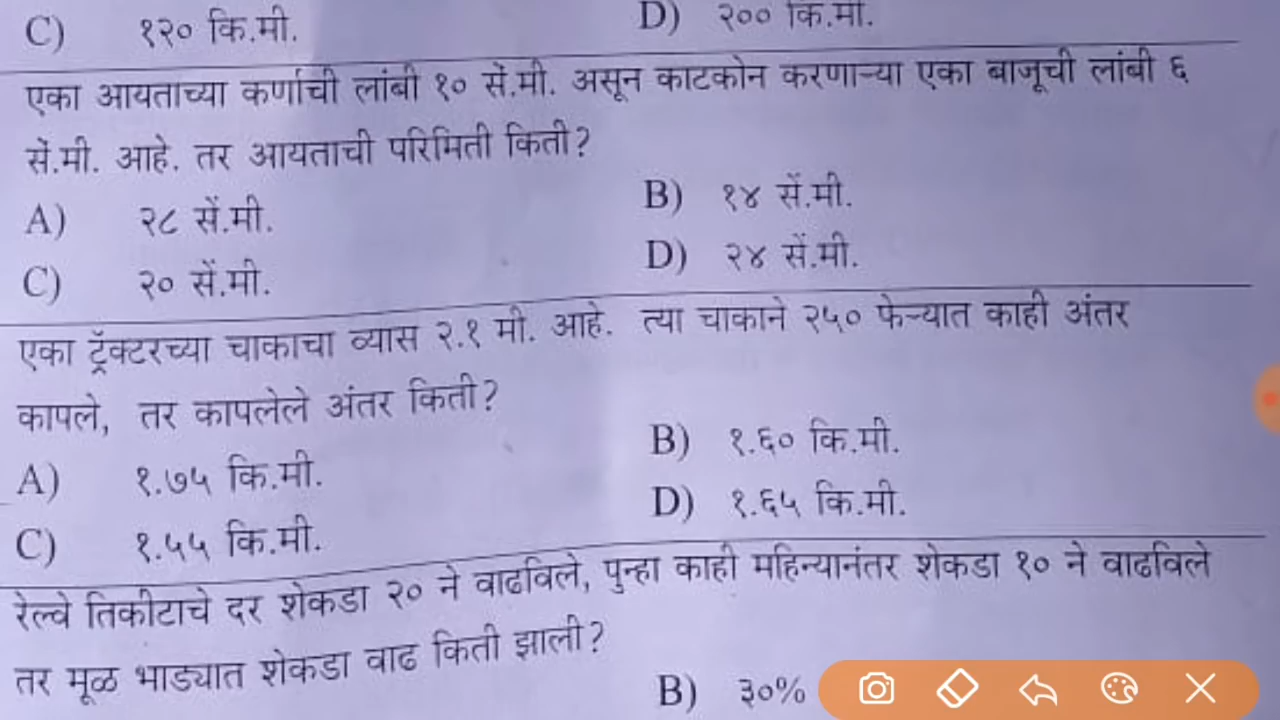 C) १२० कि.मी. D) २०० कि.मी.
एका आयताच्या कर्णाची लांबी १० सें.मी. असून काटकोन करणाऱ्या एका बाजूची लांबी ६
सें.मी. आहे. तर आयताची परिमिती किती?
A) २८ सें.मी. B) १४ सें.मी.
C) २० सें.मी. D) २४ सें.मी.
एका ट्रॅक्टरच्या चाकाचा व्यास २.१ मी. आहे. त्या चाकाने २५० फेऱ्यात काही अंतर
कापले, तर कापलेले अंतर किती?
A) १.७५ कि.मी. B) १.६० कि.मी.
C) १.५५ कि.मी. D) १.६५ कि.मी.
रेल्वे तिकीटाचे दर शेकडा २० ने वाढविले, पुन्हा काही महिन्यानंतर शेकडा १० ने वाढविले
तर मूळ भाड्यात शेकडा वाढ किती झाली?
B) ३०%